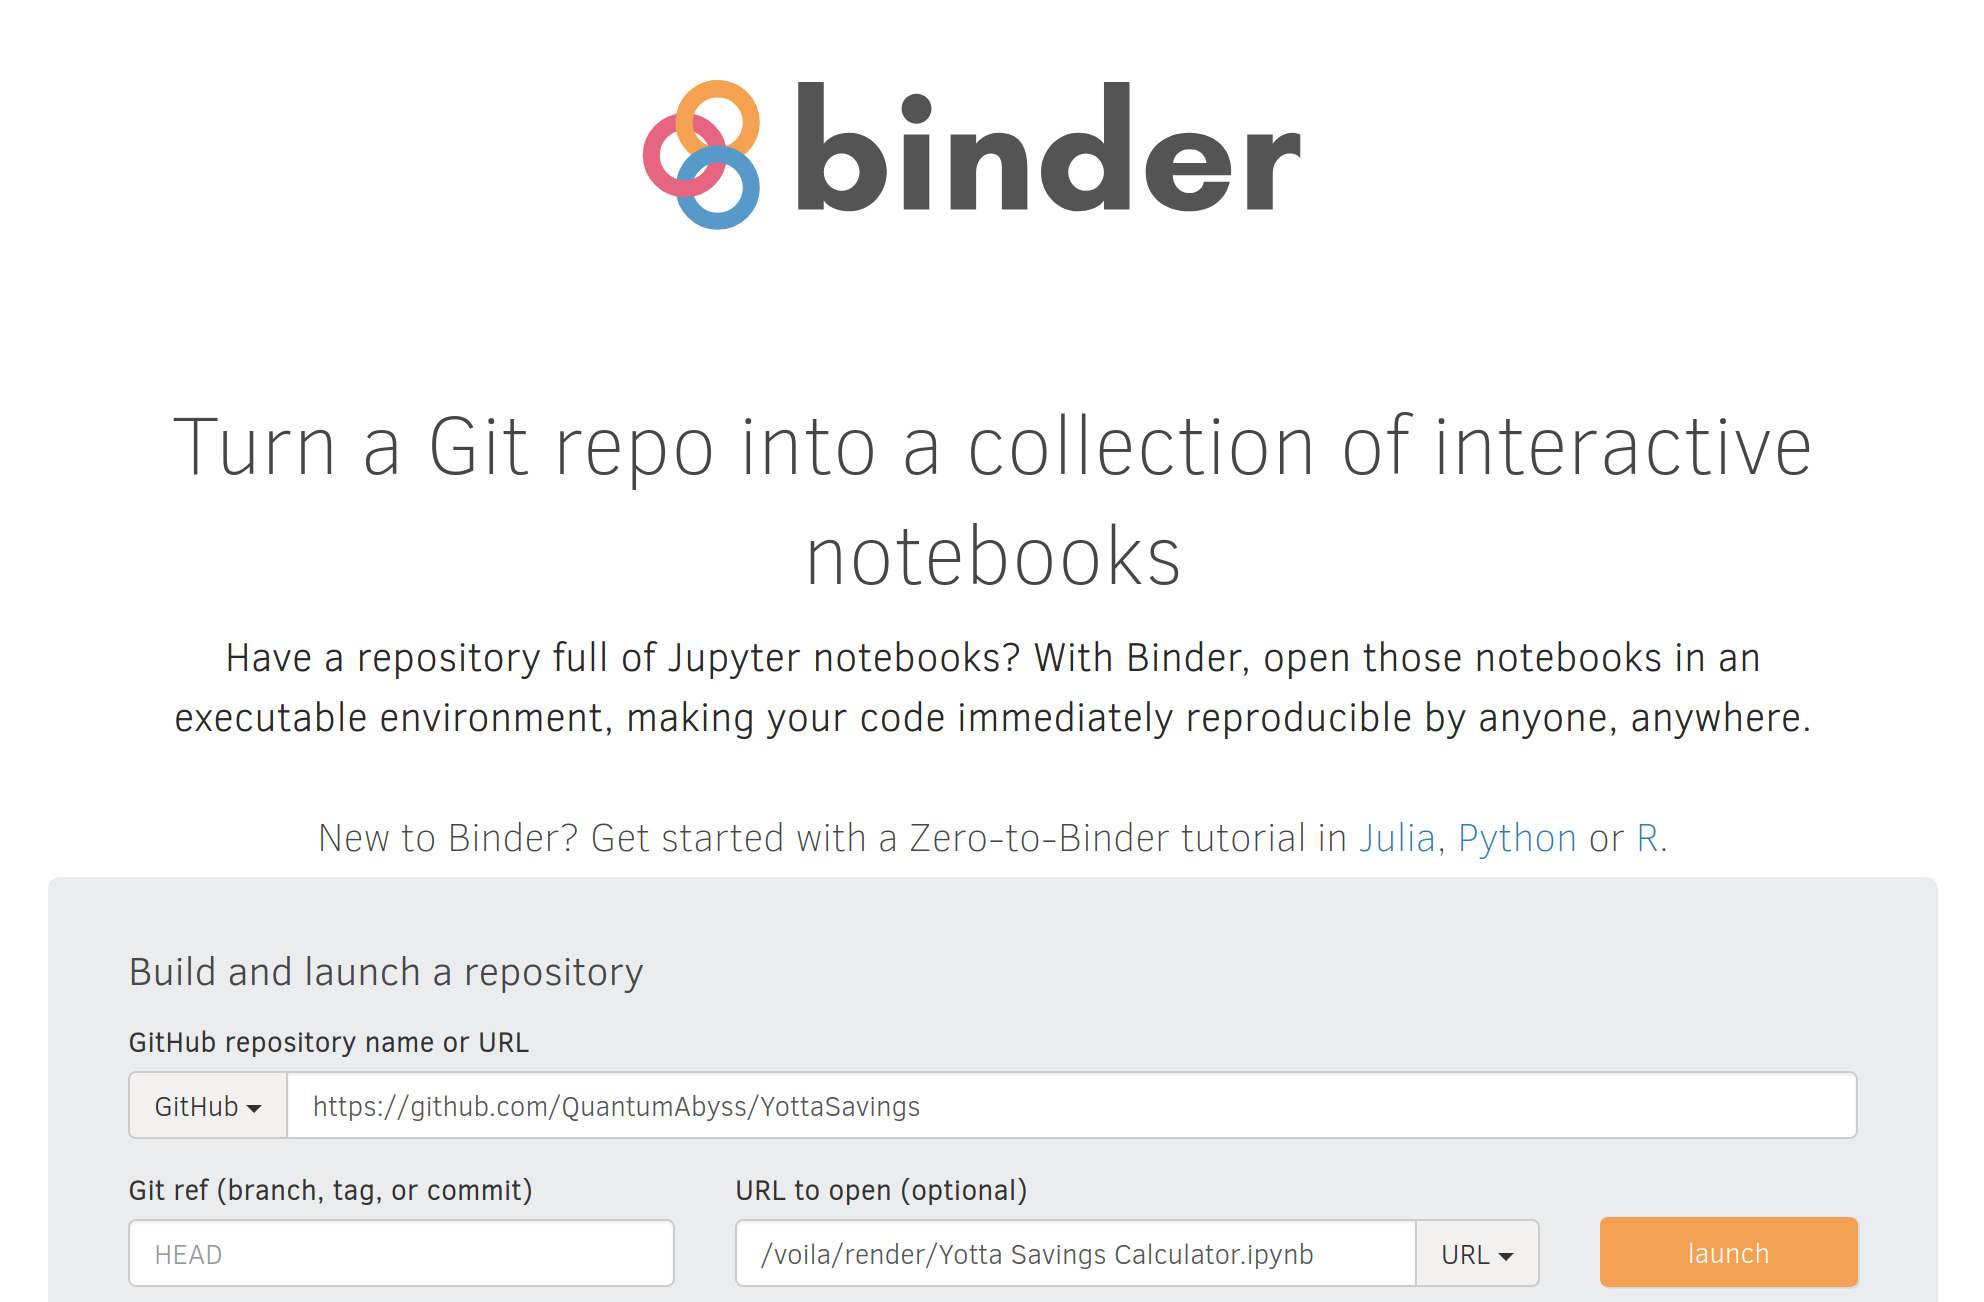 binder
Turn a Git repo into a collection of interactive
notebooks
Have a repository full of Jupyter notebooks? With Binder, open those notebooks in an
executable environment, making your code immediately reproducible by anyone, anywhere.
New to Binder? Get started with a Zero-to-Binder tutorial in Julia, Python or R.
Build and launch a repository
GitHub repository name or URL
GitHub https://github.com/QuantumAbyss/YottaSavings
Git ref (branch, tag, or commit) URL to open (optional)
HEAD /voila/render/Yotta Savings Calculator.ipynb URL launch